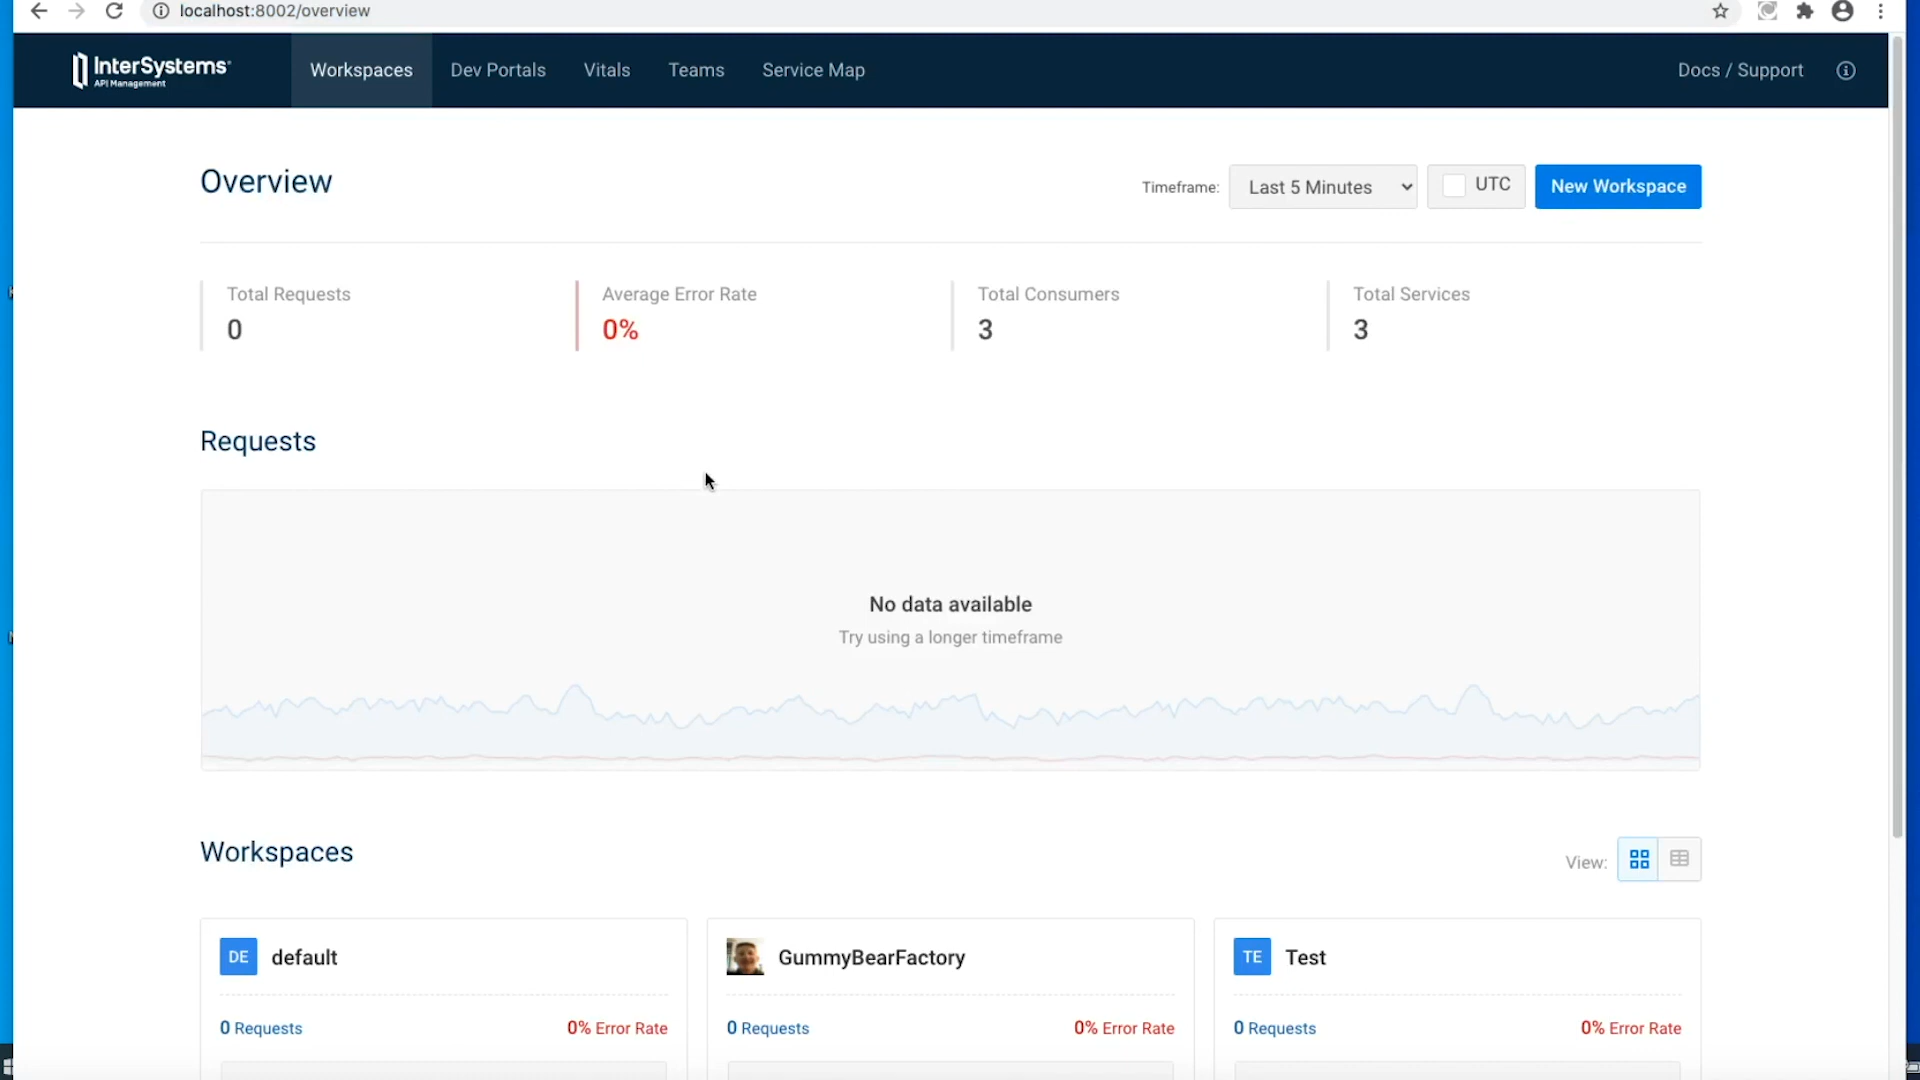 localhost:8002/overview
InterSystems
API Management
Workspaces
Dev Portals
Vitals
Teams
Service Map
Docs / Support
Overview
Timeframe:
Last 5 Minutes
UTC
New Workspace
Total Requests
0
Average Error Rate
0%
Total Consumers
3
Total Services
3
Requests
No data available
Try using a longer timeframe
Workspaces
View:
DE
default
0 Requests
0% Error Rate
GummyBearFactory
0 Requests
0% Error Rate
TE
Test
0 Requests
0% Error Rate